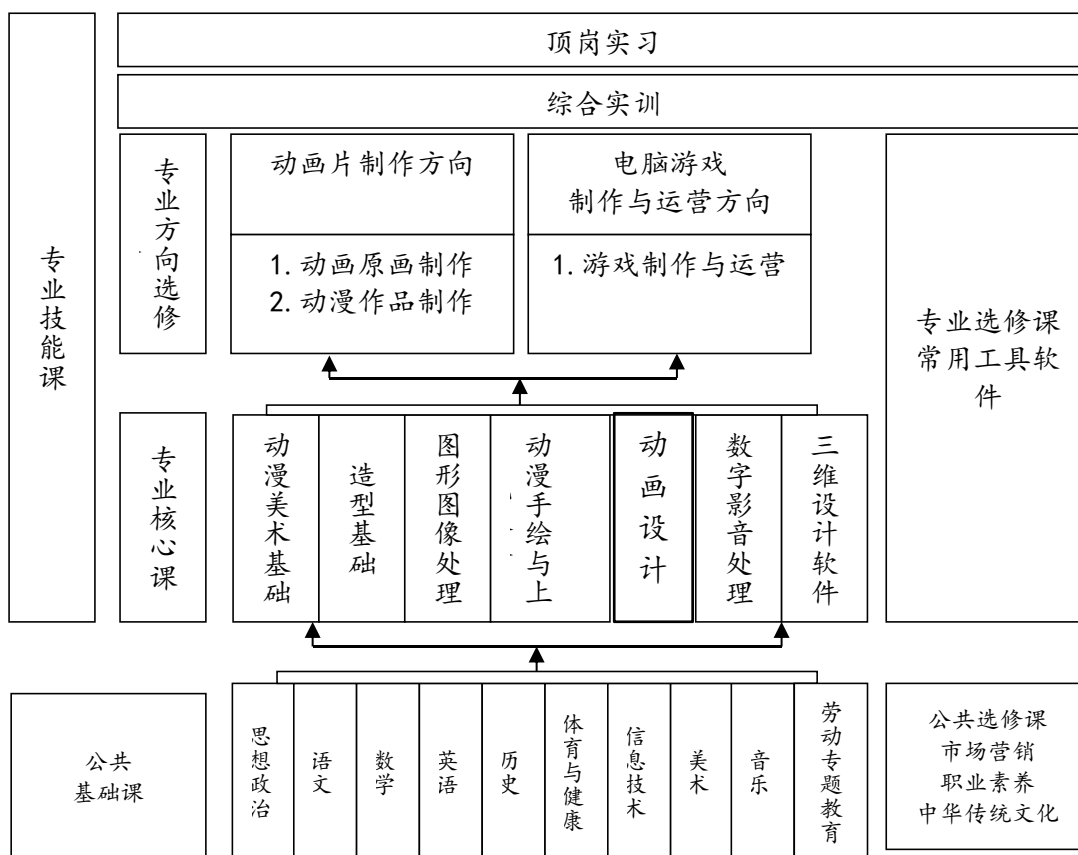 顶岗实习
综合实训
专业技能课
专业方向选修
动画片制作方向
1.动画原画制作
2.动漫作品制作
电脑游戏
制作与运营方向
1.游戏制作与运营
专业选修课
常用工具软
件
专业核心课
动漫美术基础
造型基础
图形图像处理
动漫手绘与上
动画设计
数字影音处理
三维设计软件
公共
基础课
思想政治
语文
数学
英语
历史
体育与健康
信息技术
美术
音乐
劳动专题教育
公共选修课
市场营销
职业素养
中华传统文化